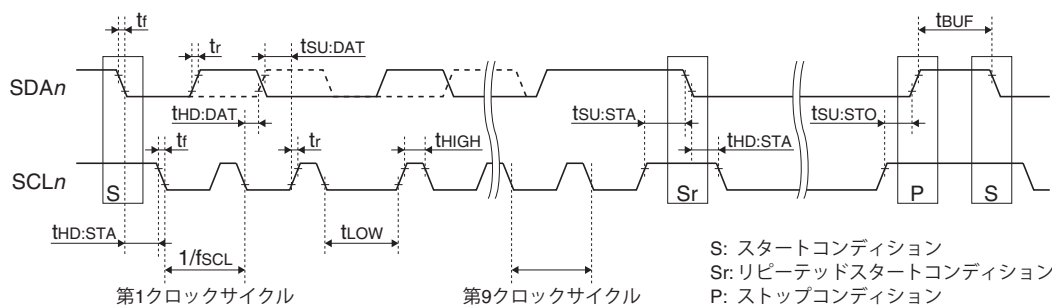 tf
tr
tSU:DAT
tBUF
SDAn
tHD:DAT
tf
tr
tHIGH
tSU:STA
tHD:STA
tSU:STO
SCLn
S
Sr
P
S
tHD:STA
1/fSCL
tLOW
第1クロックサイクル
第9クロックサイクル
S: スタートコンディション
Sr: リピーテッドスタートコンディション
P: ストップコンディション